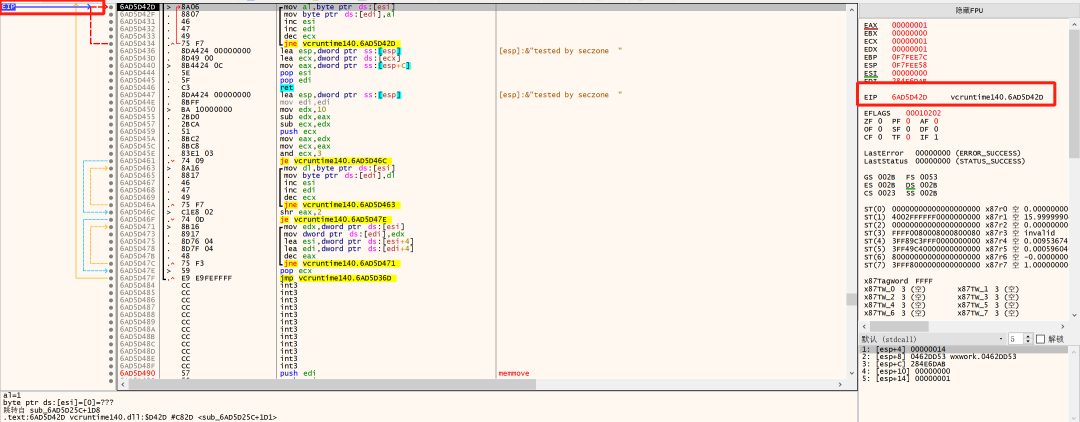 EIP
6AD5D42D > 8A06 mov al,byte ptr ds:[esi]
6AD5D42F . 8807 mov byte ptr ds:[edi],al
6AD5D431 . 46 inc esi
6AD5D432 . 47 inc edi
6AD5D433 . 49 dec ecx
6AD5D434 .^ 75 F7 jne vcruntime140.6AD5D42D
6AD5D436 . 8DA424 00000000 lea esp,dword ptr ss:[esp] [esp]:&"tested by seczone "
6AD5D43D . 8D49 00 lea ecx,dword ptr ds:[ecx]
6AD5D440 > 8B4424 0C mov eax,dword ptr ss:[esp+C]
6AD5D444 . 5E pop esi
6AD5D445 . 5F pop edi
6AD5D446 . C3 ret
6AD5D447 8DA424 00000000 lea esp,dword ptr ss:[esp] [esp]:&"tested by seczone "
6AD5D44E . 8BFF mov edi,edi
6AD5D450 > BA 10000000 mov edx,10
6AD5D455 . 2BD0 sub edx,eax
6AD5D457 . 2BCA sub ecx,edx
6AD5D459 . 51 push ecx
6AD5D45A . 8BC2 mov eax,edx
6AD5D45C . 8BC8 mov ecx,eax
6AD5D45E . 83E1 03 and ecx,3
6AD5D461 .ˇ 74 09 je vcruntime140.6AD5D46C
6AD5D463 > 8A16 mov dl,byte ptr ds:[esi]
6AD5D465 . 8817 mov byte ptr ds:[edi],dl
6AD5D467 . 46 inc esi
6AD5D468 . 47 inc edi
6AD5D469 . 49 dec ecx
6AD5D46A .^ 75 F7 jne vcruntime140.6AD5D463
6AD5D46C > C1E8 02 shr eax,2
6AD5D46F .ˇ 74 0D je vcruntime140.6AD5D47E
6AD5D471 > 8B16 mov edx,dword ptr ds:[esi]
6AD5D473 . 8917 mov dword ptr ds:[edi],edx
6AD5D475 . 8D76 04 lea esi,dword ptr ds:[esi+4]
6AD5D478 . 8D7F 04 lea edi,dword ptr ds:[edi+4]
6AD5D47B . 48 dec eax
6AD5D47C .^ 75 F3 jne vcruntime140.6AD5D471
6AD5D47E > 59 pop ecx
6AD5D47F .^ E9 E9FEFFFF jmp vcruntime140.6AD5D36D
6AD5D484 CC int3
6AD5D485 CC int3
6AD5D486 CC int3
6AD5D487 CC int3
6AD5D488 CC int3
6AD5D489 CC int3
6AD5D48A CC int3
6AD5D48B CC int3
6AD5D48C CC int3
6AD5D48D CC int3
6AD5D48E CC int3
6AD5D48F CC int3
6AD5D490 57 push edi memmove
隐藏FPU
EAX 00000001
EBX 00000000
ECX 00000001
EDX 00000001
EBP 0F7FEE7C
ESP 0F7FEE58
ESI 00000000
EDI 284E6DAB
EIP 6AD5D42D vcruntime140.6AD5D42D
EFLAGS 00010202
ZF 0 PF 0 AF 0
OF 0 SF 0 DF 0
CF 0 TF 0 IF 1
LastError 00000000 (ERROR_SUCCESS)
LastStatus 00000000 (STATUS_SUCCESS)
GS 002B FS 0053
ES 002B DS 002B
CS 0023 SS 002B
ST(0) 00000000000000000000 x87r0 空 0.0000000
ST(1) 4002FFFFFF0000000000 x87r1 空 15.9999990
ST(2) 00000000000000000000 x87r2 空 0.0000000
ST(3) FFFF0080008000800080 x87r3 invalid
ST(4) 3FF89C3FFF0000000000 x87r4 空 0.0095367
ST(5) 3FF49C40000000000000 x87r5 空 0.0005960
ST(6) 80000000000000000000 x87r6 空 -0.000000
ST(7) 3FFF8000000000000000 x87r7 空 1.0000000
x87TagWord FFFF
x87TW_0 3 (空) x87TW_1 3 (空)
x87TW_2 3 (空) x87TW_3 3 (空)
x87TW_4 3 (空) x87TW_5 3 (空)
x87TW_6 3 (空) x87TW_7 3 (空)
默认 (stdcall) 5 解锁
1: [esp+4] 00000014
2: [esp+8] 0462DD53 wxwork.0462DD53
3: [esp+C] 284E6DAB
4: [esp+10] 00000000
5: [esp+14] 00000001
al=1
byte ptr ds:[esi]=[0]=???
跳转自 sub_6AD5D25C+1D8
.text:6AD5D42D vcruntime140.dll:$D42D #C82D <sub_6AD5D25C+1D1>